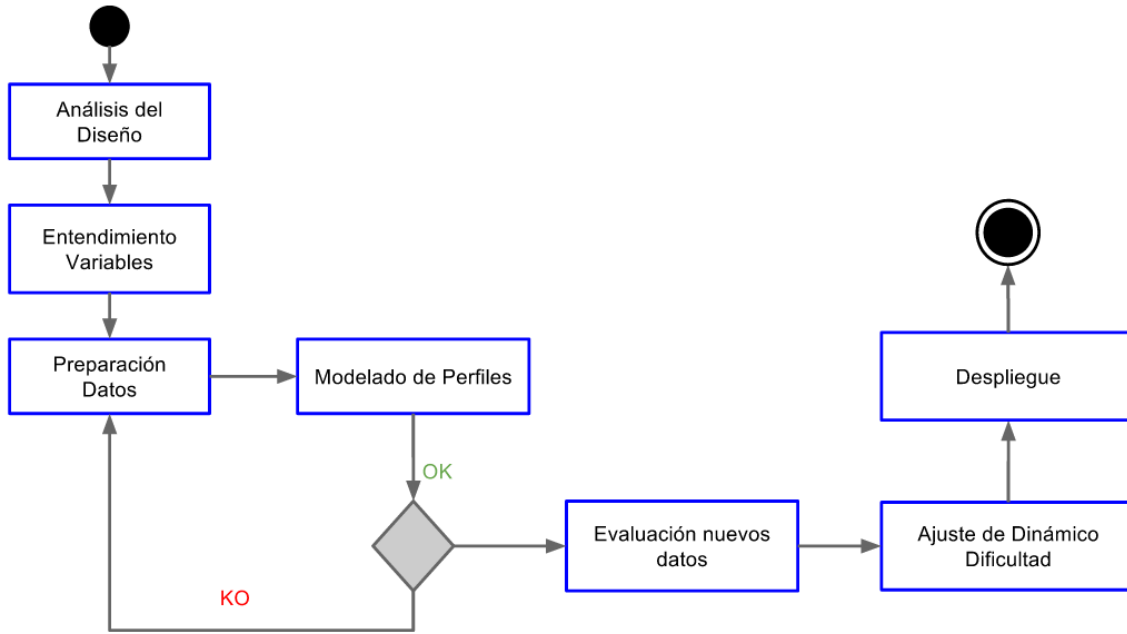 Análisis del
Diseño
Entendimiento
Variables
Preparación
Datos
Modelado de Perfiles
OK
KO
Evaluación nuevos
datos
Ajuste de Dinámico
Dificultad
Despliegue